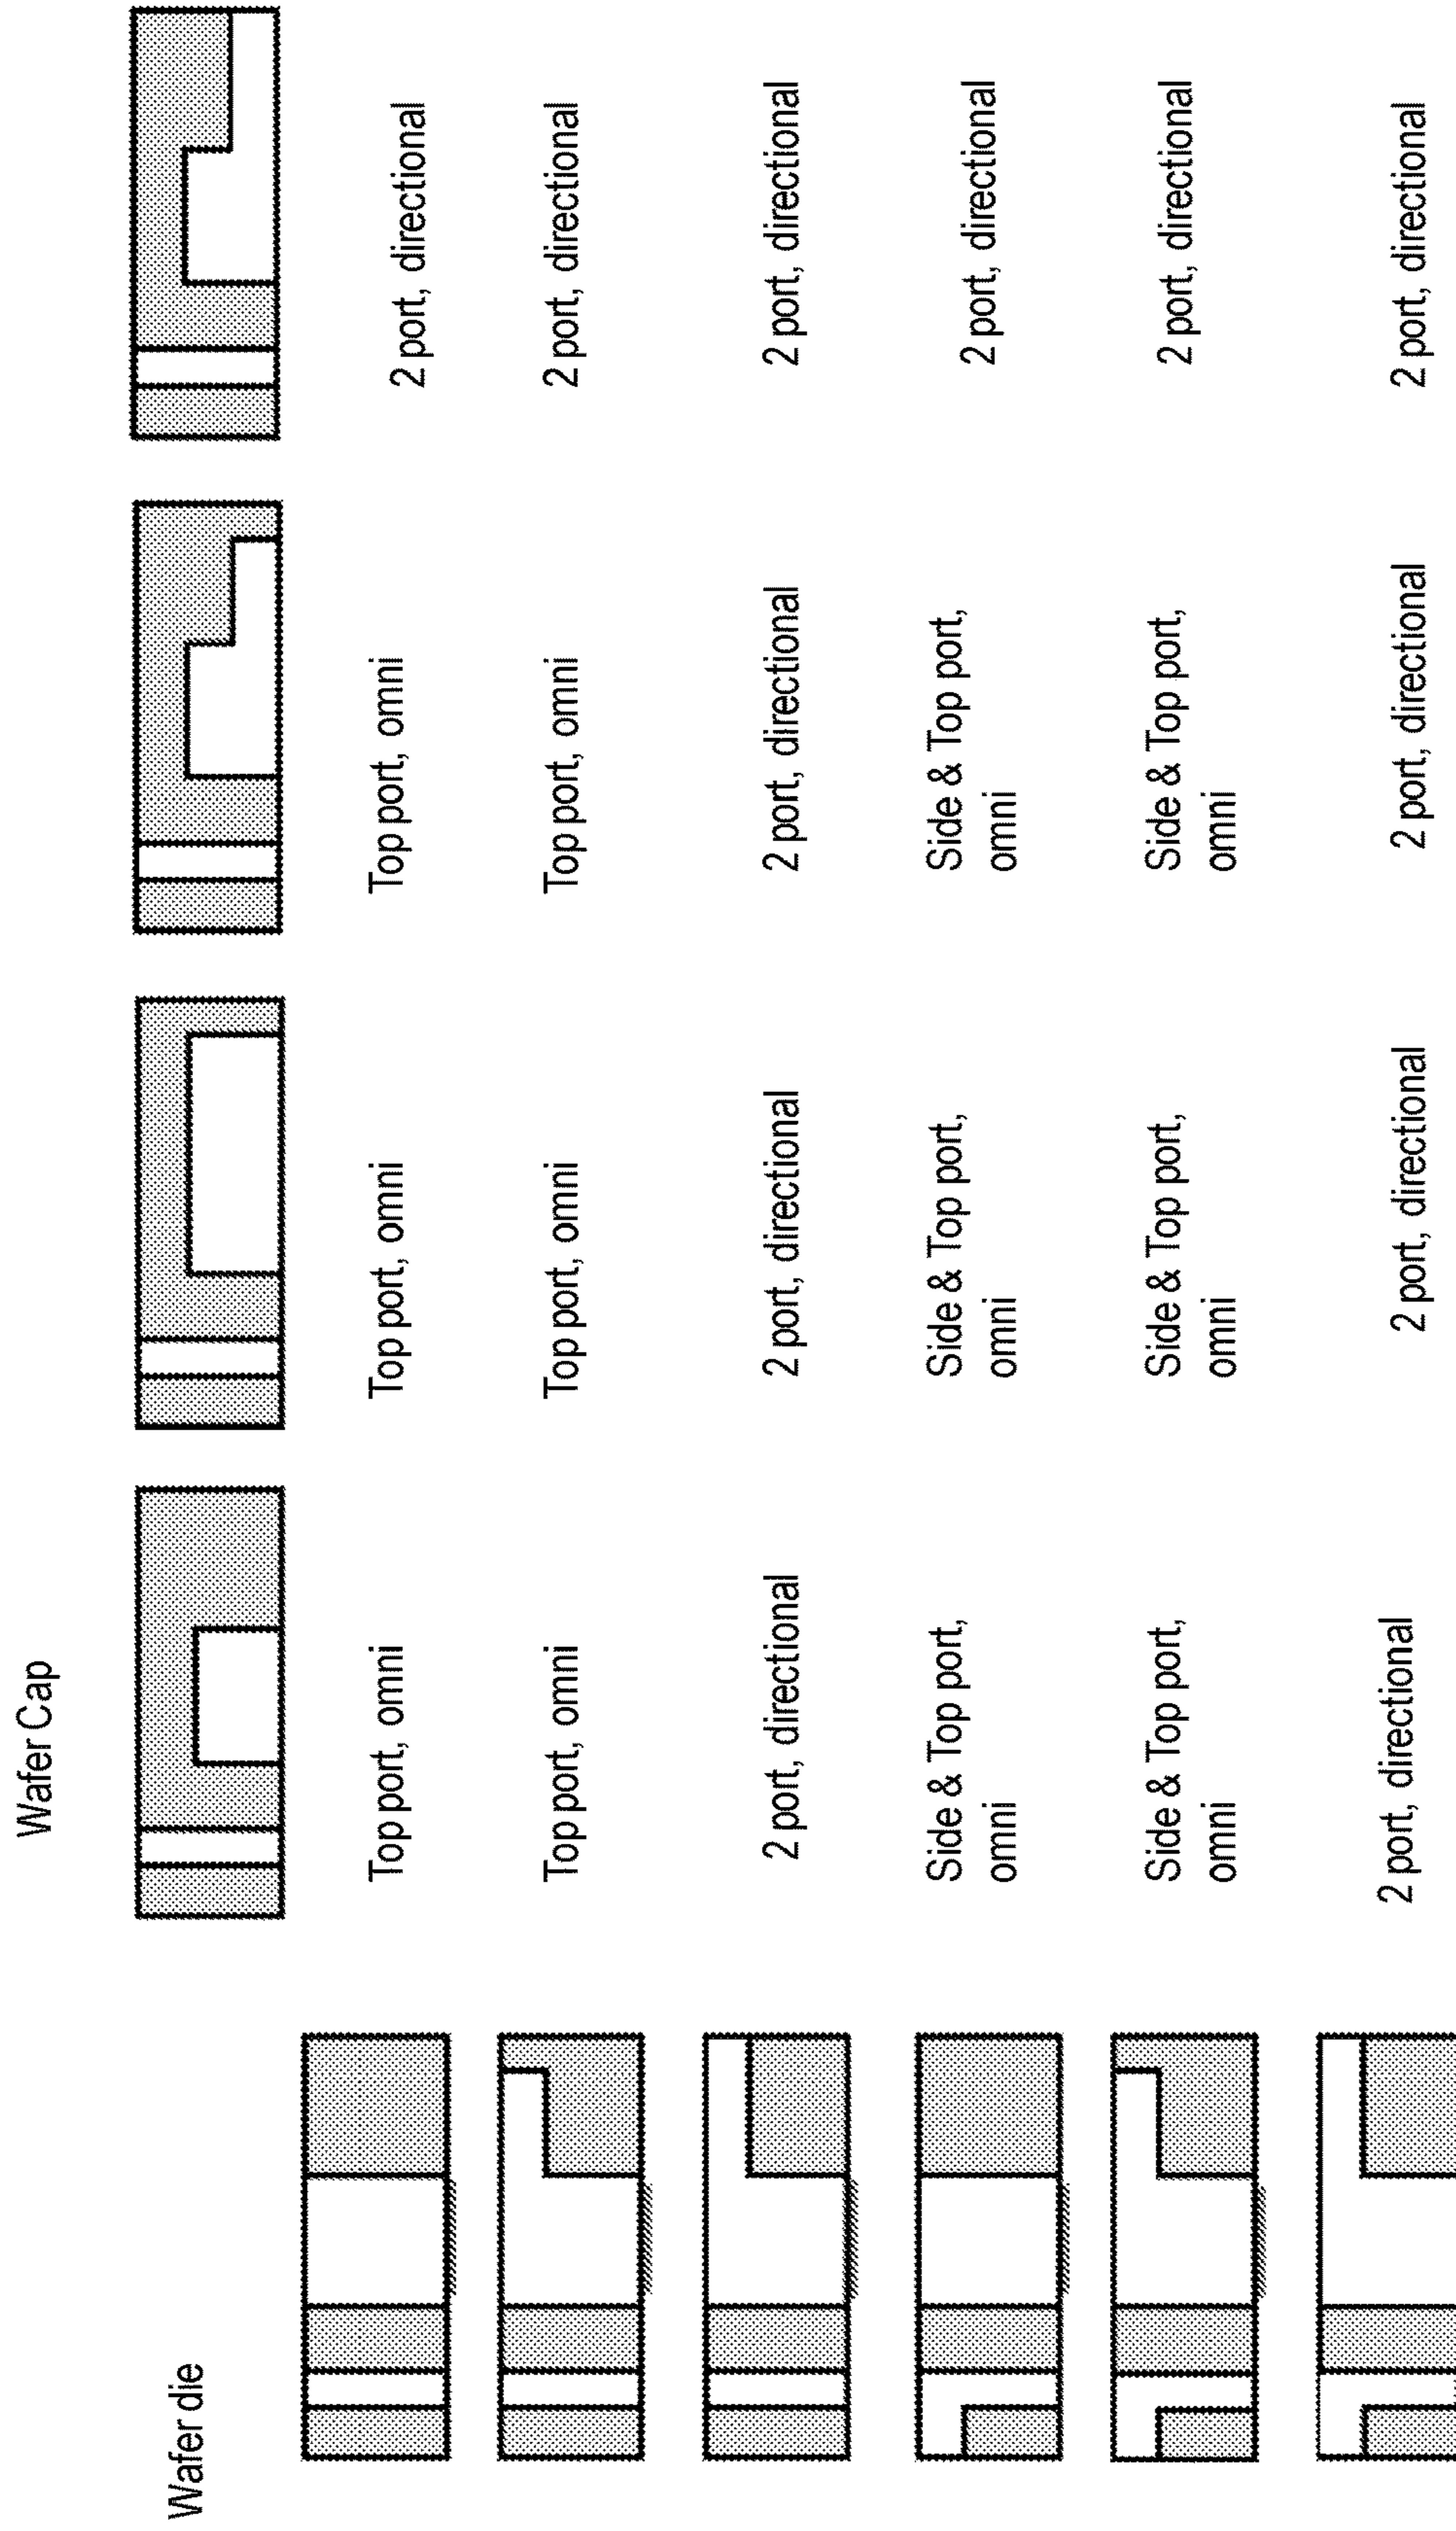 Wafer Cap
Wafer die
Top port, omni
Top port, omni
Top port, omni
2 port, directional
Top port, omni
Top port, omni
Top port, omni
2 port, directional
2 port, directional
2 port, directional
2 port, directional
2 port, directional
Side & Top port,
omni
Side & Top port,
omni
Side & Top port,
omni
2 port, directional
Side & Top port,
omni
Side & Top port,
omni
Side & Top port,
omni
2 port, directional
2 port, directional
2 port, directional
2 port, directional
2 port, directional